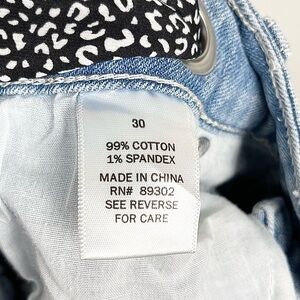 30
99% COTTON
1% SPANDEX
MADE IN CHINA
RN# 89302
SEE REVERSE
FOR CARE